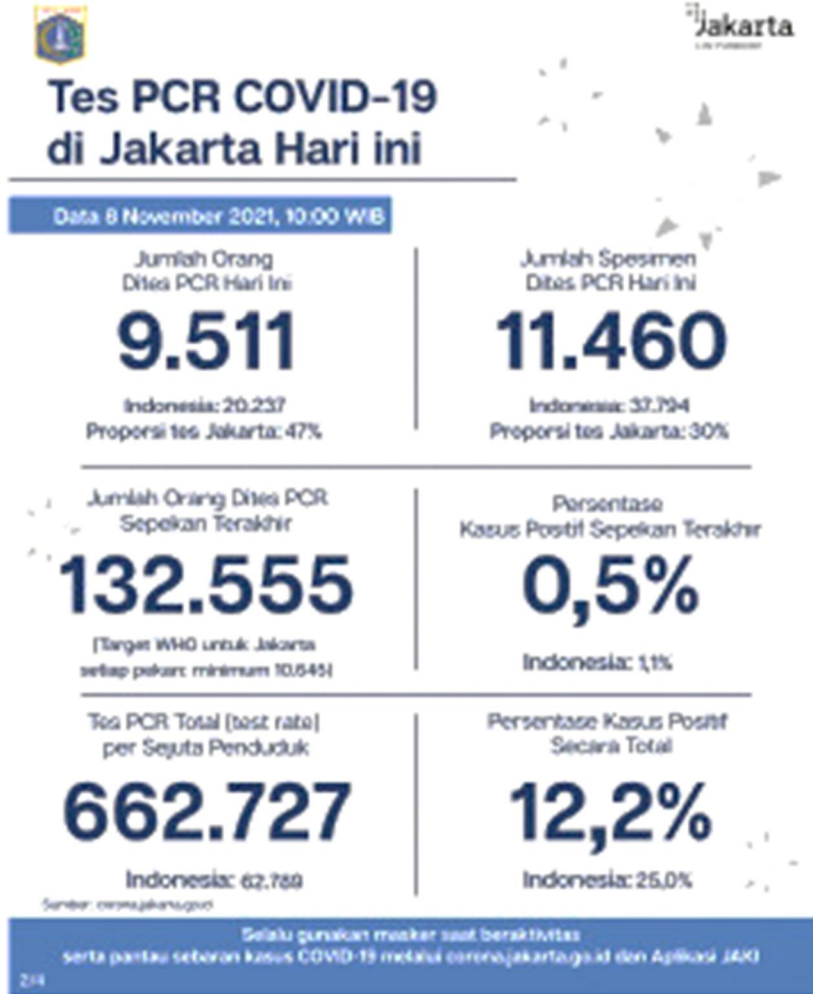 Jakarta
Tes PCR COVID-19
di Jakarta Hari ini
Data 8 November 2021, 10:00 WIB
Jumlah Orang
Dites PCR Hari Ini
9.511
Indonesia: 20.237
Proporsi tes Jakarta: 47%
Jumlah Spesimen
Dites PCR Hari Ini
11.460
Indonesia: 37.794
Proporsi tes Jakarta: 30%
Jumlah Orang Dites PCR
Sepekan Terakhir
132.555
(Target WHO untuk Jakarta
setiap pekan: minimum 10.645)
Persentase
Kasus Positif Sepekan Terakhir
0,5%
Indonesia: 1,1%
Tes PCR Total (test rate)
per Sejuta Penduduk
662.727
Indonesia: 62.789
Persentase Kasus Positif
Secara Total
12,2%
Indonesia: 25,0%
Sumber: corona.jakarta.go.id
Selalu gunakan masker saat beraktivitas
serta pantau sebaran kasus COVID-19 melalui corona.jakarta.go.id dan Aplikasi JAKI